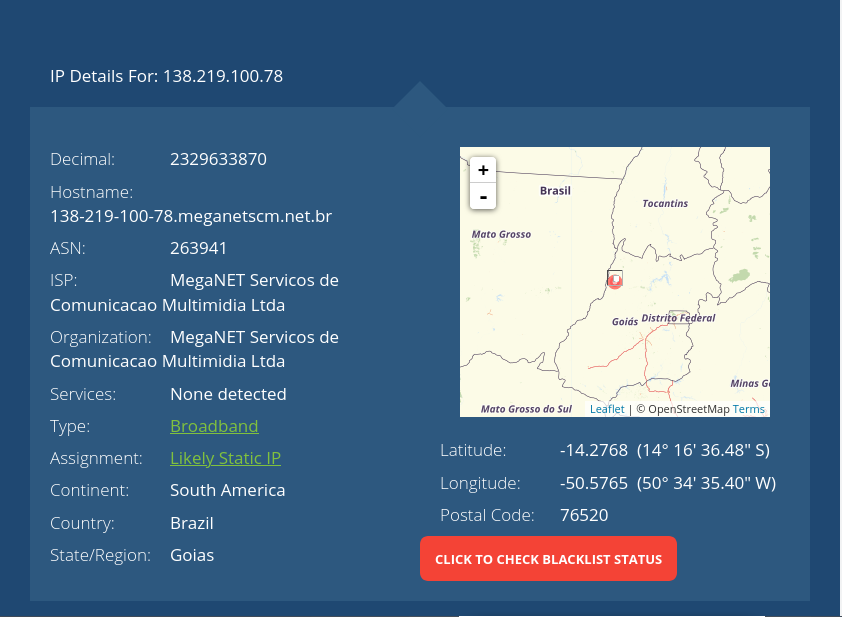 IP Details For: 138.219.100.78
Decimal: 2329633870
Hostname:
138-219-100-78.meganetscm.net.br
ASN: 263941
ISP: MegaNET Servicos de
Comunicacao Multimidia Ltda
Organization: MegaNET Servicos de
Comunicacao Multimidia Ltda
Services: None detected
Type: Broadband
Assignment: Likely Static IP
Continent: South America
Country: Brazil
State/Region: Goias
+
-
Brasil
Tocantins
Mato Grosso
Goiás Distrito Federal
Minas G
Mato Grosso do Sul
Leaflet | © OpenStreetMap Terms
Latitude: -14.2768 (14° 16' 36.48" S)
Longitude: -50.5765 (50° 34' 35.40" W)
Postal Code: 76520
CLICK TO CHECK BLACKLIST STATUS